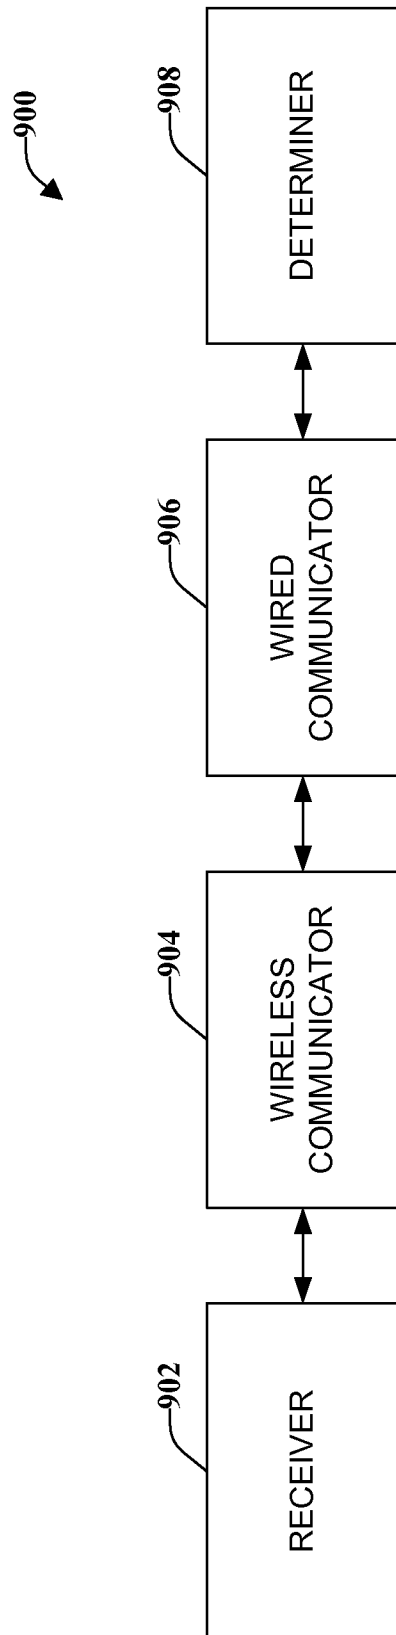 900
902
904
906
908
RECEIVER
WIRELESS
COMMUNICATOR
WIRED
COMMUNICATOR
DETERMINER